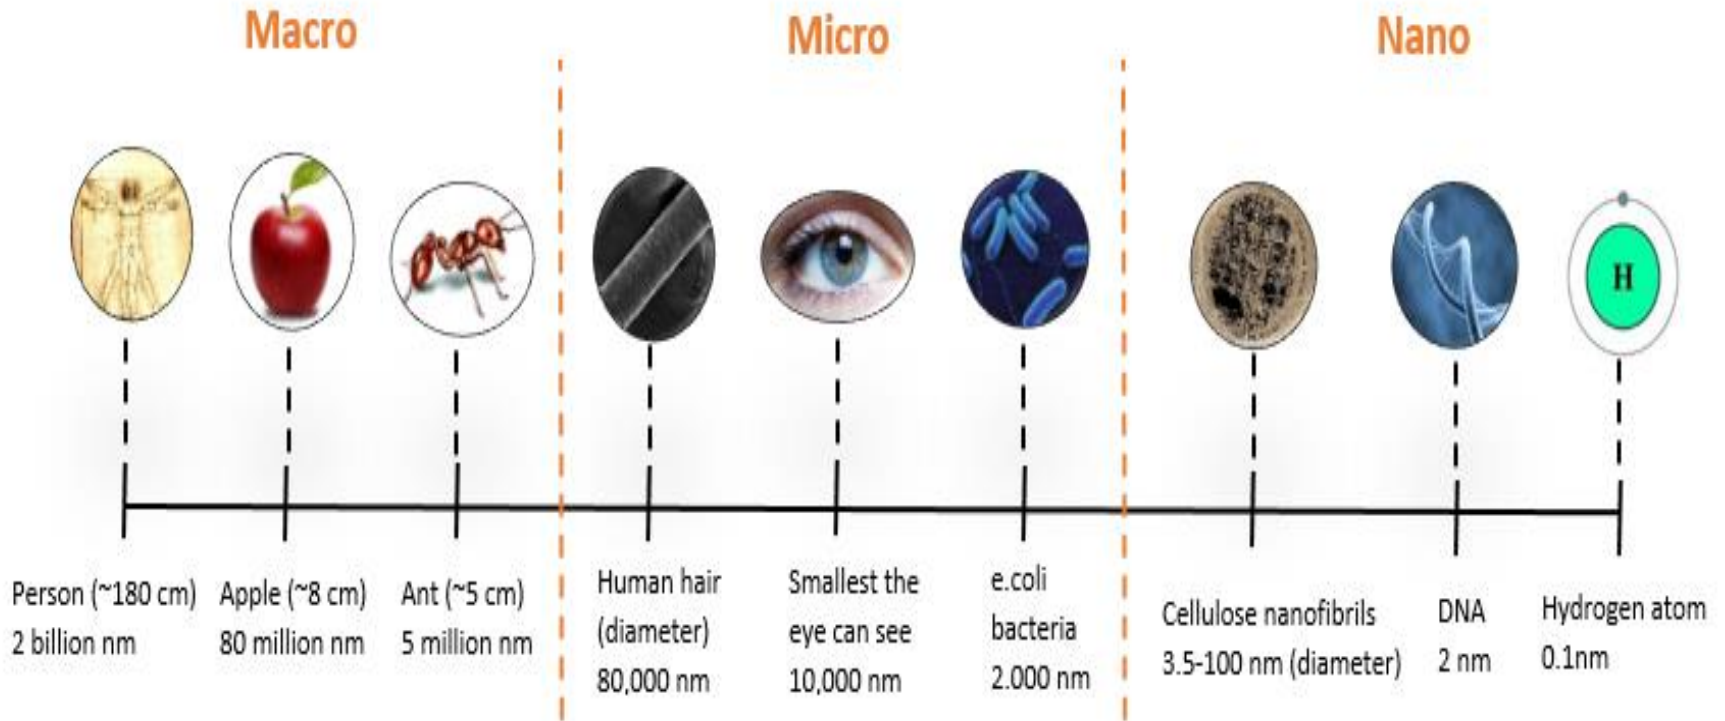 Macro
Micro
Nano
H
Person (~180 cm)
2 billion nm
Apple (~8 cm)
80 million nm
Ant (~5 cm)
5 million nm
Human hair
(diameter)
80,000 nm
Smallest the
eye can see
10,000 nm
e.coli
bacteria
2.000 nm
Cellulose nanofibrils
3.5-100 nm (diameter)
DNA
2 nm
Hydrogen atom
0.1nm